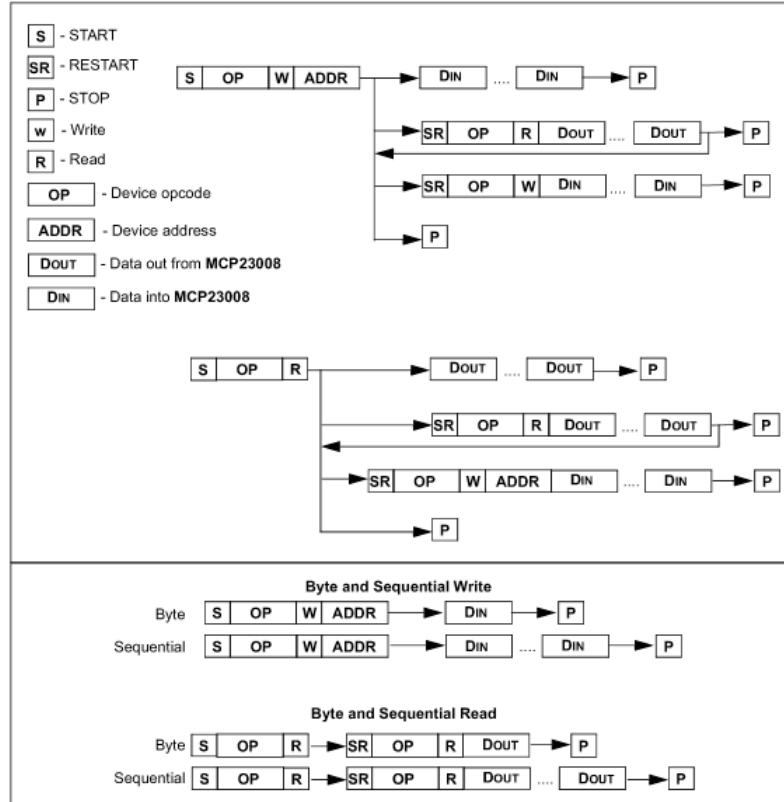 S - START
SR - RESTART
P - STOP
w - Write
R - Read
OP - Device opcode
ADDR - Device address
DOUT - Data out from MCP23008
DIN - Data into MCP23008
S OP W ADDR DIN .... DIN P
SR OP R DOUT .... DOUT P
SR OP W DIN .... DIN P
P
S OP R DOUT .... DOUT P
SR OP R DOUT .... DOUT P
SR OP W ADDR DIN .... DIN P
P
Byte and Sequential Write
Byte S OP W ADDR DIN P
Sequential S OP W ADDR DIN .... DIN P
Byte and Sequential Read
Byte S OP R SR OP R DOUT P
Sequential S OP R SR OP R DOUT .... DOUT P